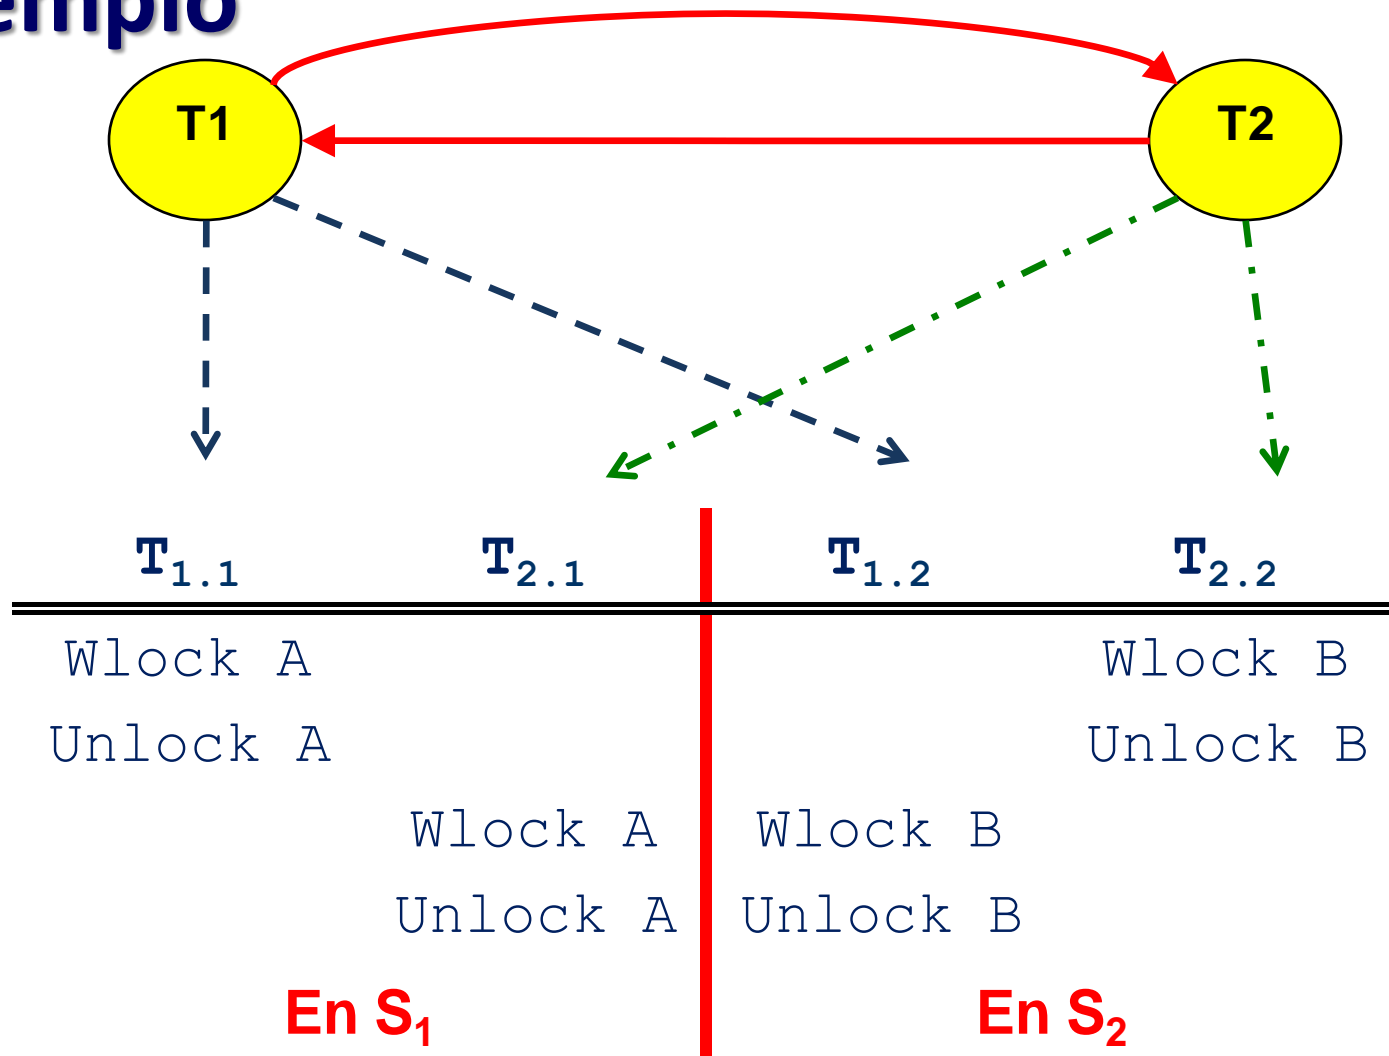 T1 T2
T1.1 T2.1 T1.2 T2.2
Wlock A Wlock B
Unlock A Unlock B
Wlock A Wlock B
Unlock A Unlock B
En S1 En S2